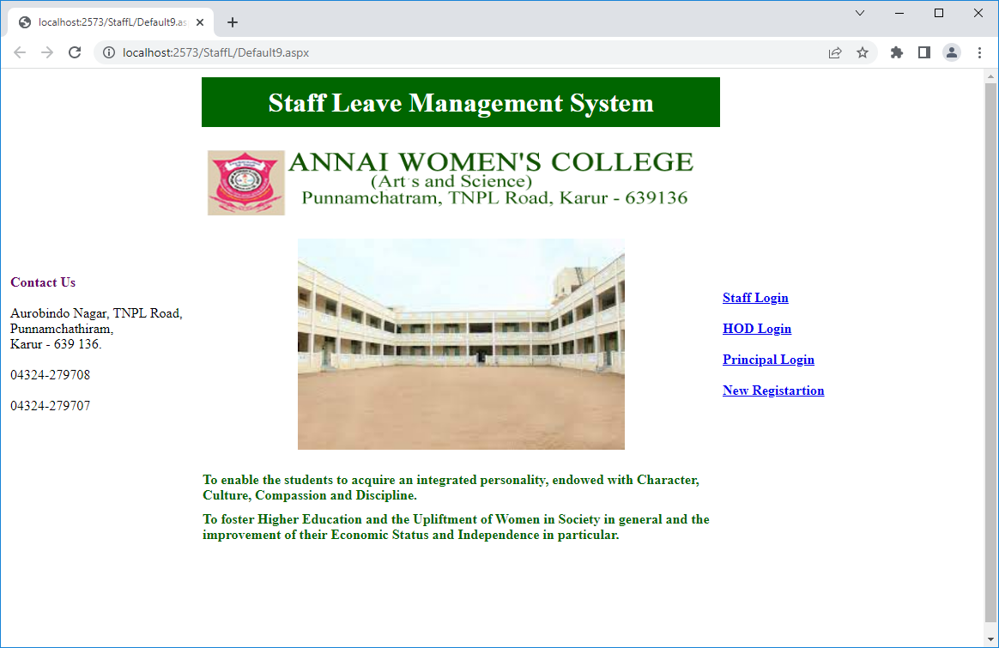 localhost:2573/StaffL/Default9.as
localhost:2573/StaffL/Default9.aspx
Staff Leave Management System
ANNAI WOMEN'S COLLEGE
(Art's and Science)
Punnamchatram, TNPL Road, Karur - 639136
Contact Us
Aurobindo Nagar, TNPL Road,
Punnamchathiram,
Karur - 639 136.
04324-279708
04324-279707
Staff Login
HOD Login
Principal Login
New Registartion
To enable the students to acquire an integrated personality, endowed with Character,
Culture, Compassion and Discipline.
To foster Higher Education and the Upliftment of Women in Society in general and the
improvement of their Economic Status and Independence in particular.